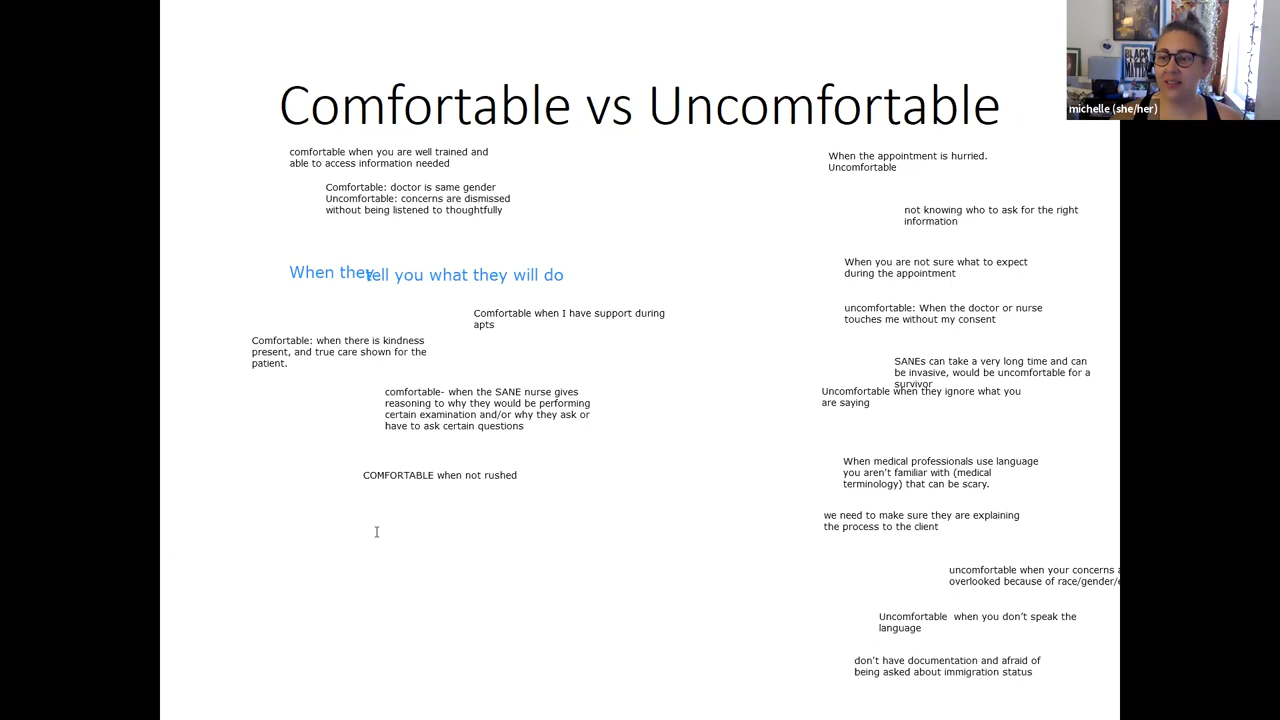 Comfortable vs Uncomfortable
comfortable when you are well trained and
able to access information needed
Comfortable: doctor is same gender
Uncomfortable: concerns are dismissed
without being listened to thoughtfully
When they tell you what they will do
Comfortable when I have support during
apts
Comfortable: when there is kindness
present, and true care shown for the
patient.
comfortable- when the SANE nurse gives
reasoning to why they would be performing
certain examination and/or why they ask or
have to ask certain questions
COMFORTABLE when not rushed
When the appointment is hurried.
Uncomfortable
not knowing who to ask for the right
information
When you are not sure what to expect
during the appointment
uncomfortable: When the doctor or nurse
touches me without my consent
SANEs can take a very long time and can
be invasive, would be uncomfortable for a
survivor
Uncomfortable when they ignore what you
are saying
When medical professionals use language
you aren't familiar with (medical
terminology) that can be scary.
we need to make sure they are explaining
the process to the client
uncomfortable when your concerns
overlooked because of race/gender/
Uncomfortable when you don't speak the
language
don't have documentation and afraid of
being asked about immigration status
BLACK
michelle (she/her)